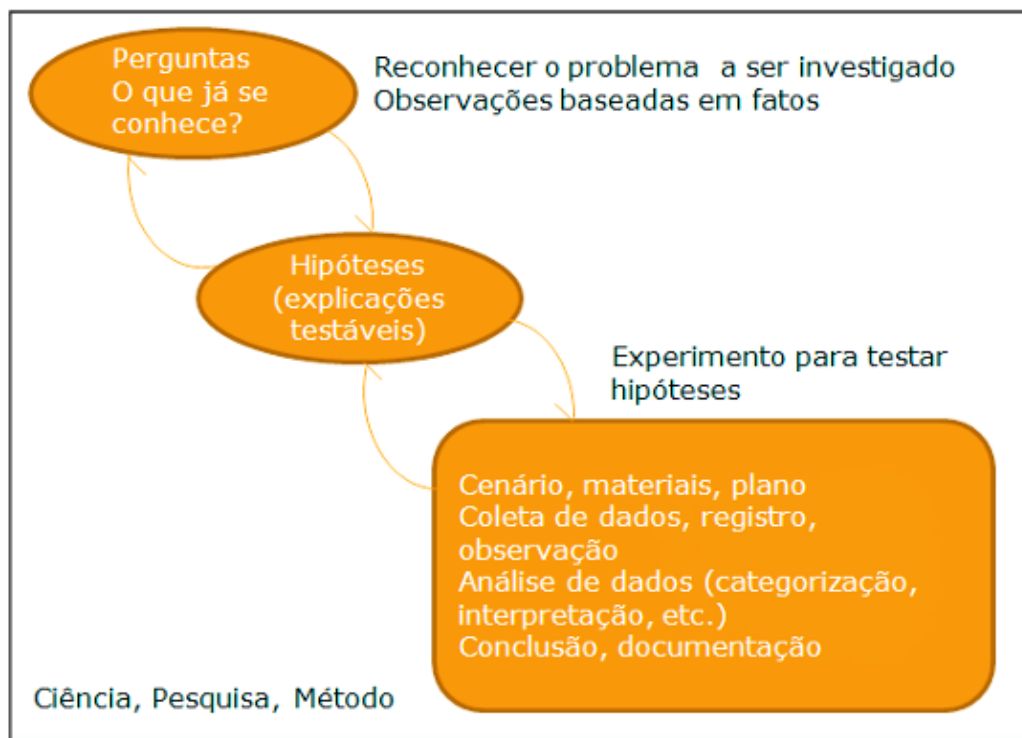 Perguntas
O que já se
conhece?
Reconhecer o problema a ser investigado
Observações baseadas em fatos
Hipóteses
(explicações
testáveis)
Experimento para testar
hipóteses
Cenário, materiais, plano
Coleta de dados, registro,
observação
Análise de dados (categorização,
interpretação, etc.)
Conclusão, documentação
Ciência, Pesquisa, Método